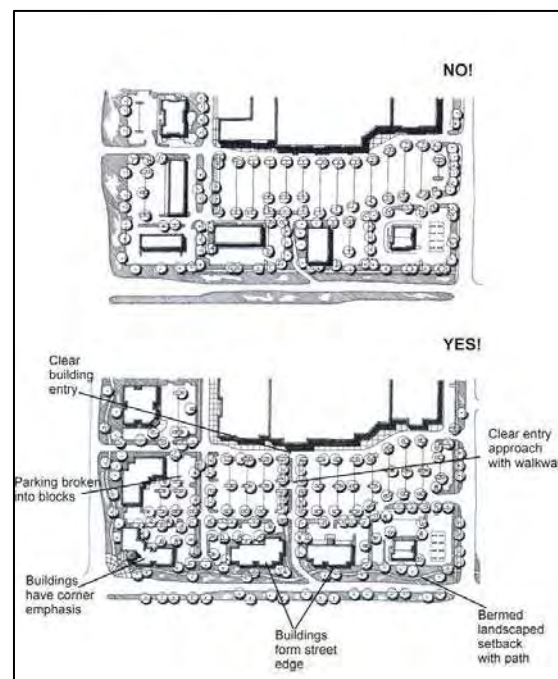 NO!
YES!
Clear
building
entry
Clear entry
approach
with walkwa
Parking broken
into blocks
Buildings
have corner
emphasis
Buildings
form street
edge
Bermed
landscaped
setback
with path